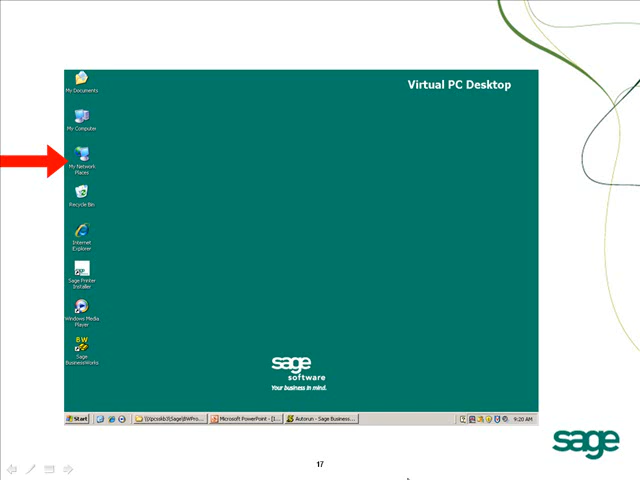 Virtual PC Desktop
My Documents
My Computer
My Network
Places
Recycle Bin
Internet
Explorer
Sage Printer
Installer
Windows Media
Player
BW
Sage
BusinessWorks
sage
software
Your business in mind.
Start
Microsoft PowerPoint - [1...
Autorun - Sage Business...
9:20 AM
sage
17